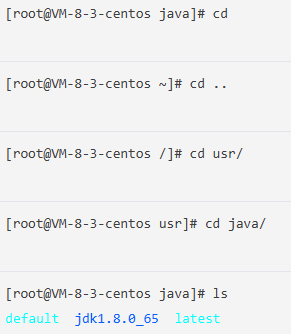 [root@VM-8-3-centos java]# cd
[root@VM-8-3-centos ~]# cd ..
[root@VM-8-3-centos /]# cd usr/
[root@VM-8-3-centos usr]# cd java/
[root@VM-8-3-centos java]# ls
default  jdk1.8.0_65  latest